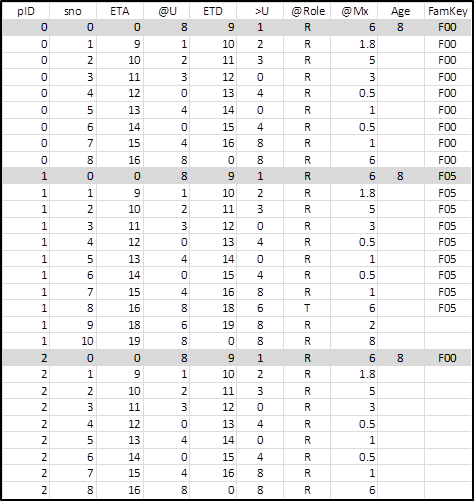 pID sno ETA @U ETD >U @Role @Mx Age FamKey
0 0 0 8 9 1 R 6 8 F00
0 1 9 1 10 2 R 1.8 F00
0 2 10 2 11 3 R 5 F00
0 3 11 3 12 0 R 3 F00
0 4 12 0 13 4 R 0.5 F00
0 5 13 4 14 0 R 1 F00
0 6 14 0 15 4 R 0.5 F00
0 7 15 4 16 8 R 1 F00
0 8 16 8 0 8 R 6 F00
1 0 0 8 9 1 R 6 8 F05
1 1 9 1 10 2 R 1.8 F05
1 2 10 2 11 3 R 5 F05
1 3 11 3 12 0 R 3 F05
1 4 12 0 13 4 R 0.5 F05
1 5 13 4 14 0 R 1 F05
1 6 14 0 15 4 R 0.5 F05
1 7 15 4 16 8 R 1 F05
1 8 16 8 18 6 T 6 F05
1 9 18 6 19 8 R 2
1 10 19 8 0 8 R 8
2 0 0 8 9 1 R 6 8 F00
2 1 9 1 10 2 R 1.8
2 2 10 2 11 3 R 5
2 3 11 3 12 0 R 3
2 4 12 0 13 4 R 0.5
2 5 13 4 14 0 R 1
2 6 14 0 15 4 R 0.5
2 7 15 4 16 8 R 1
2 8 16 8 0 8 R 6